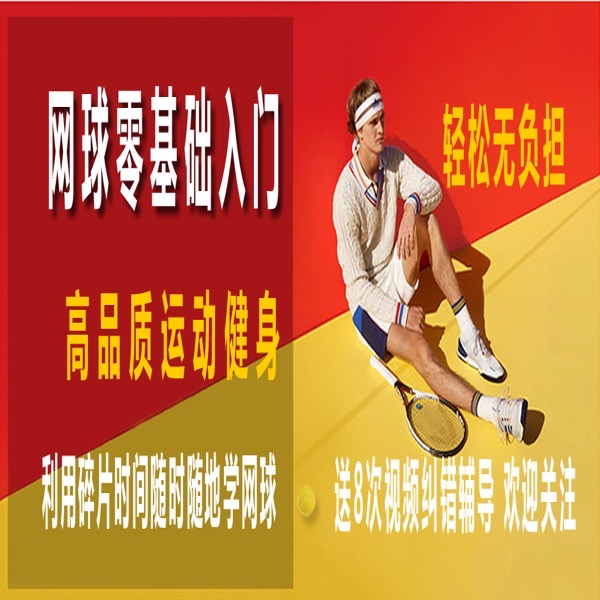 网球零基础入门
轻松无负担
高品质运动健身
利用碎片时间随时随地学网球
送8次视频纠错辅导 欢迎关注